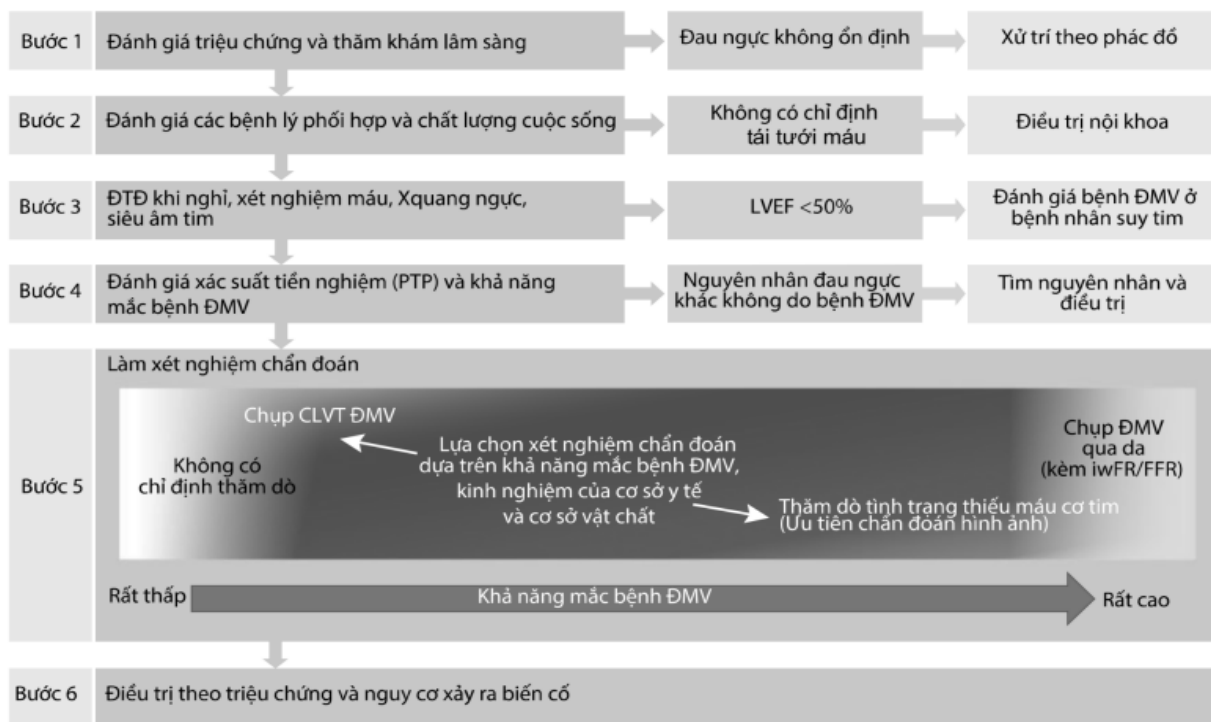 Bước 1
Đánh giá triệu chứng và thăm khám lâm sàng
Đau ngực không ổn định
Xử trí theo phác đồ
Bước 2
Đánh giá các bệnh lý phối hợp và chất lượng cuộc sống
Không có chỉ định
tái tưới máu
Điều trị nội khoa
Bước 3
ĐTĐ khi nghỉ, xét nghiệm máu, Xquang ngực,
siêu âm tim
LVEF <50%
Đánh giá bệnh ĐMV ở
bệnh nhân suy tim
Bước 4
Đánh giá xác suất tiền nghiệm (PTP) và khả năng
mắc bệnh ĐMV
Nguyên nhân đau ngực
khác không do bệnh ĐMV
Tìm nguyên nhân và
điều trị
Bước 5
Làm xét nghiệm chẩn đoán
Chụp CLVT ĐMV
Không có
chỉ định thăm dò
Lựa chọn xét nghiệm chẩn đoán
dựa trên khả năng mắc bệnh ĐMV,
kinh nghiệm của cơ sở y tế
và cơ sở vật chất
Thăm dò tình trạng thiếu máu cơ tim
(Ưu tiên chẩn đoán hình ảnh)
Chụp ĐMV
qua da
(kèm iwFR/FFR)
Rất thấp
Khả năng mắc bệnh ĐMV
Rất cao
Bước 6
Điều trị theo triệu chứng và nguy cơ xảy ra biến cố